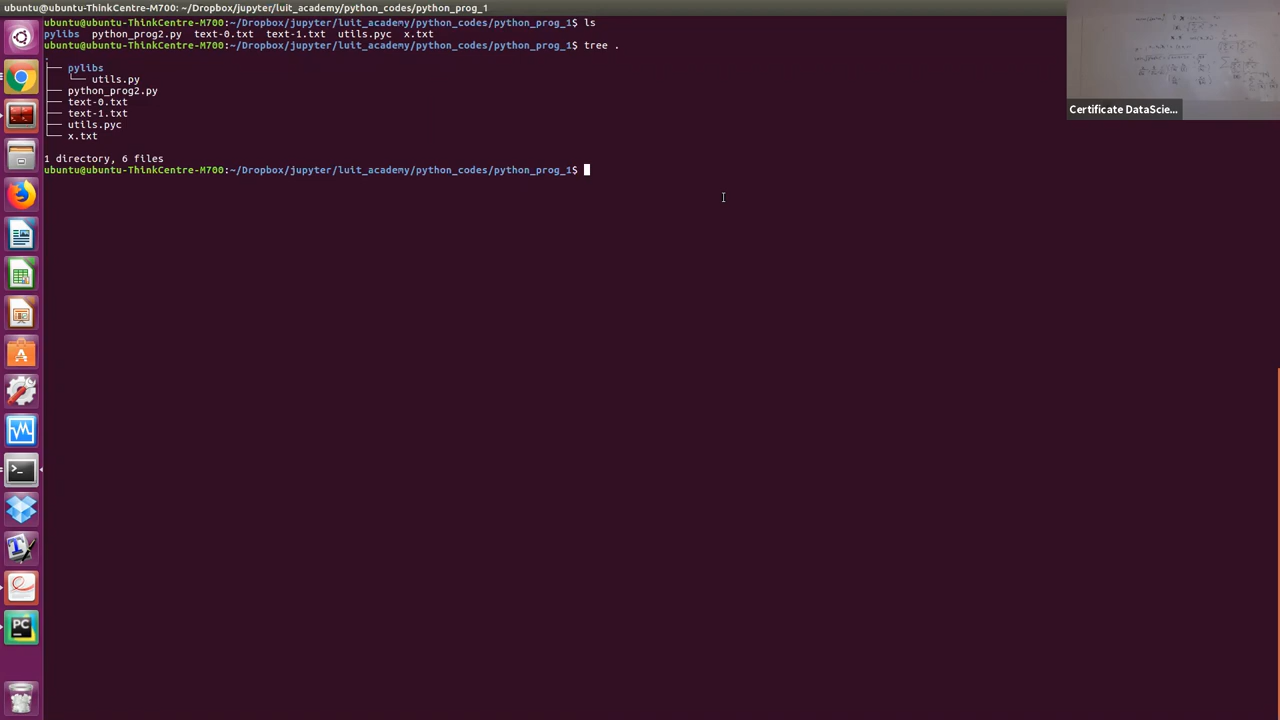 ubuntu@ubuntu-ThinkCentre-M700: ~/Dropbox/jupyter/luit_academy/python_codes/python_prog_1
ubuntu@ubuntu-ThinkCentre-M700:~/Dropbox/jupyter/luit_academy/python_codes/python_prog_1$ ls
pylibs  python_prog2.py  text-0.txt  text-1.txt  utils.pyc  x.txt
ubuntu@ubuntu-ThinkCentre-M700:~/Dropbox/jupyter/luit_academy/python_codes/python_prog_1$ tree .
.
├── pylibs
│   └── utils.py
├── python_prog2.py
├── text-0.txt
├── text-1.txt
├── utils.pyc
└── x.txt
1 directory, 6 files
ubuntu@ubuntu-ThinkCentre-M700:~/Dropbox/jupyter/luit_academy/python_codes/python_prog_1$
Certificate DataScie...
PC